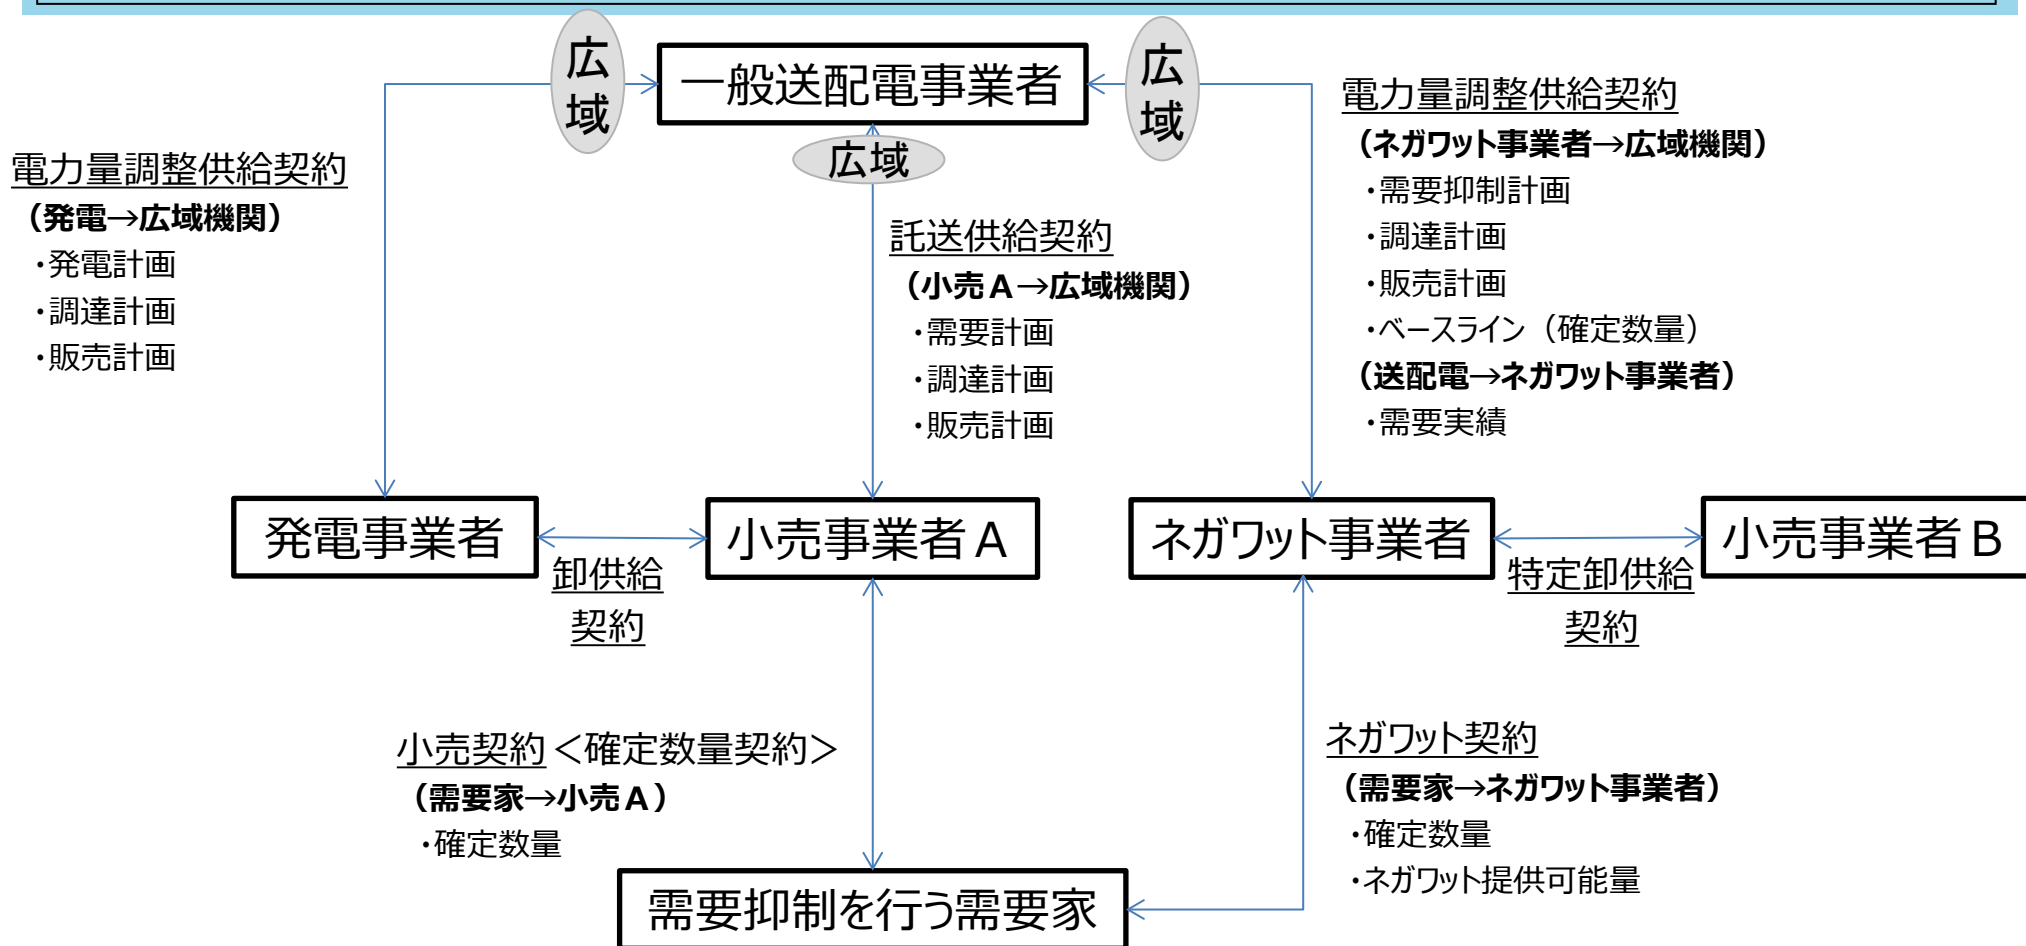 広域
一般送配電事業者
広域
広域
電力量調整供給契約
（発電→広域機関）
・発電計画
・調達計画
・販売計画
託送供給契約
（小売Ａ→広域機関）
・需要計画
・調達計画
・販売計画
電力量調整供給契約
（ネガワット事業者→広域機関）
・需要抑制計画
・調達計画
・販売計画
・ベースライン（確定数量）
（送配電→ネガワット事業者）
・需要実績
発電事業者
小売事業者Ａ
ネガワット事業者
小売事業者Ｂ
卸供給
契約
特定卸供給
契約
小売契約＜確定数量契約＞
（需要家→小売Ａ）
・確定数量
ネガワット契約
（需要家→ネガワット事業者）
・確定数量
・ネガワット提供可能量
需要抑制を行う需要家